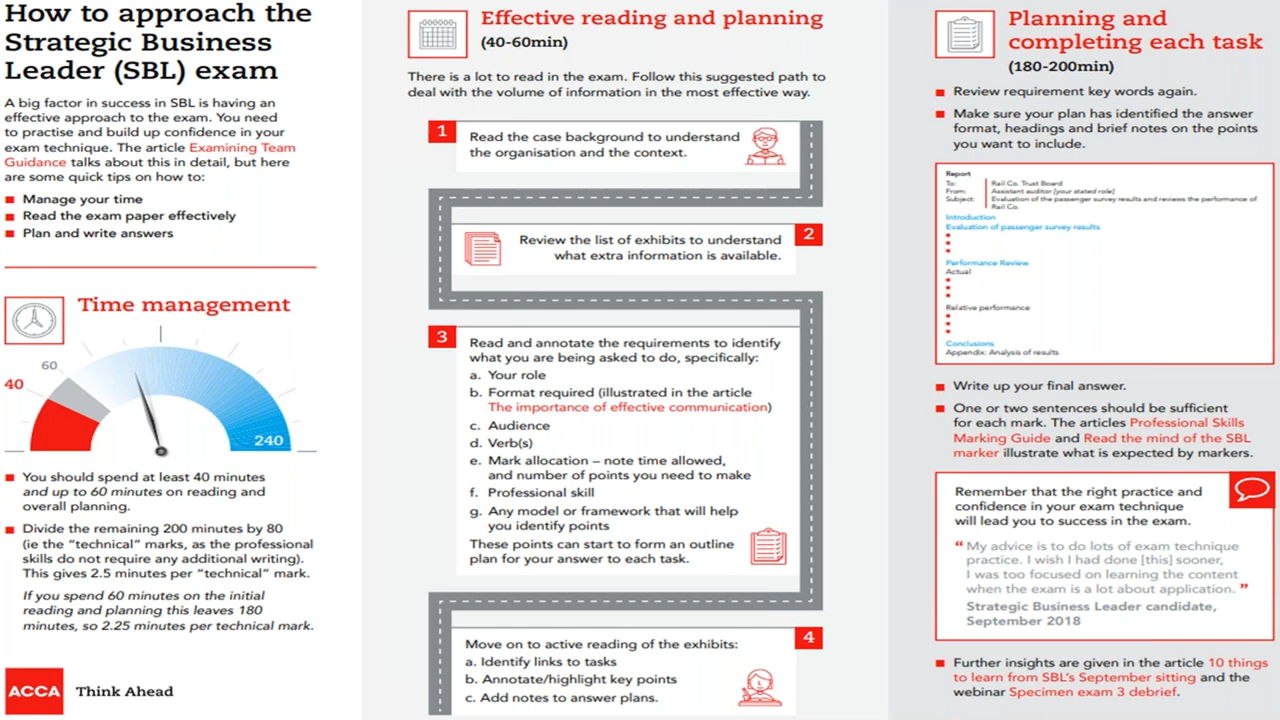 How to approach the
Strategic Business
Leader (SBL) exam
A big factor in success in SBL is having an
effective approach to the exam. You need
to practise and build up confidence in your
exam technique. The article Examining Team
Guidance talks about this in detail, but here
are some quick tips on how to:
Manage your time
Read the exam paper effectively
Plan and write answers
Time management
60
40
240
You should spend at least 40 minutes
and up to 60 minutes on reading and
overall planning.
Divide the remaining 200 minutes by 80
(ie the “technical” marks, as the professional
skills do not require any additional writing).
This gives 2.5 minutes per “technical” mark.
If you spend 60 minutes on the initial
reading and planning this leaves 180
minutes, so 2.25 minutes per technical mark.
ACCA Think Ahead
Effective reading and planning
(40-60min)
There is a lot to read in the exam. Follow this suggested path to
deal with the volume of information in the most effective way.
1
Read the case background to understand
the organisation and the context.
2
Review the list of exhibits to understand
what extra information is available.
3
Read and annotate the requirements to identify
what you are being asked to do, specifically:
a. Your role
b. Format required (illustrated in the article
The importance of effective communication)
c. Audience
d. Verb(s)
e. Mark allocation – note time allowed,
and number of points you need to make
f. Professional skill
g. Any model or framework that will help
you identify points
These points can start to form an outline
plan for your answer to each task.
4
Move on to active reading of the exhibits:
a. Identify links to tasks
b. Annotate/highlight key points
c. Add notes to answer plans.
Planning and
completing each task
(180-200min)
Review requirement key words again.
Make sure your plan has identified the answer
format, headings and brief notes on the points
you want to include.
Report
To: Rail Co. Trust Board
From: Assistant auditor [your stated role]
Subject: Evaluation of the passenger survey results and reviews the performance of
Rail Co.
Introduction
Evaluation of passenger survey results
Performance Review
Actual
Relative performance
Conclusions
Appendix: Analysis of results
Write up your final answer.
One or two sentences should be sufficient
for each mark. The articles Professional Skills
Marking Guide and Read the mind of the SBL
marker illustrate what is expected by markers.
Remember that the right practice and
confidence in your exam technique
will lead you to success in the exam.
“ My advice is to do lots of exam technique
practice. I wish I had done [this] sooner,
I was too focused on learning the content
when the exam is a lot about application. ”
Strategic Business Leader candidate,
September 2018
Further insights are given in the article 10 things
to learn from SBL’s September sitting and the
webinar Specimen exam 3 debrief.